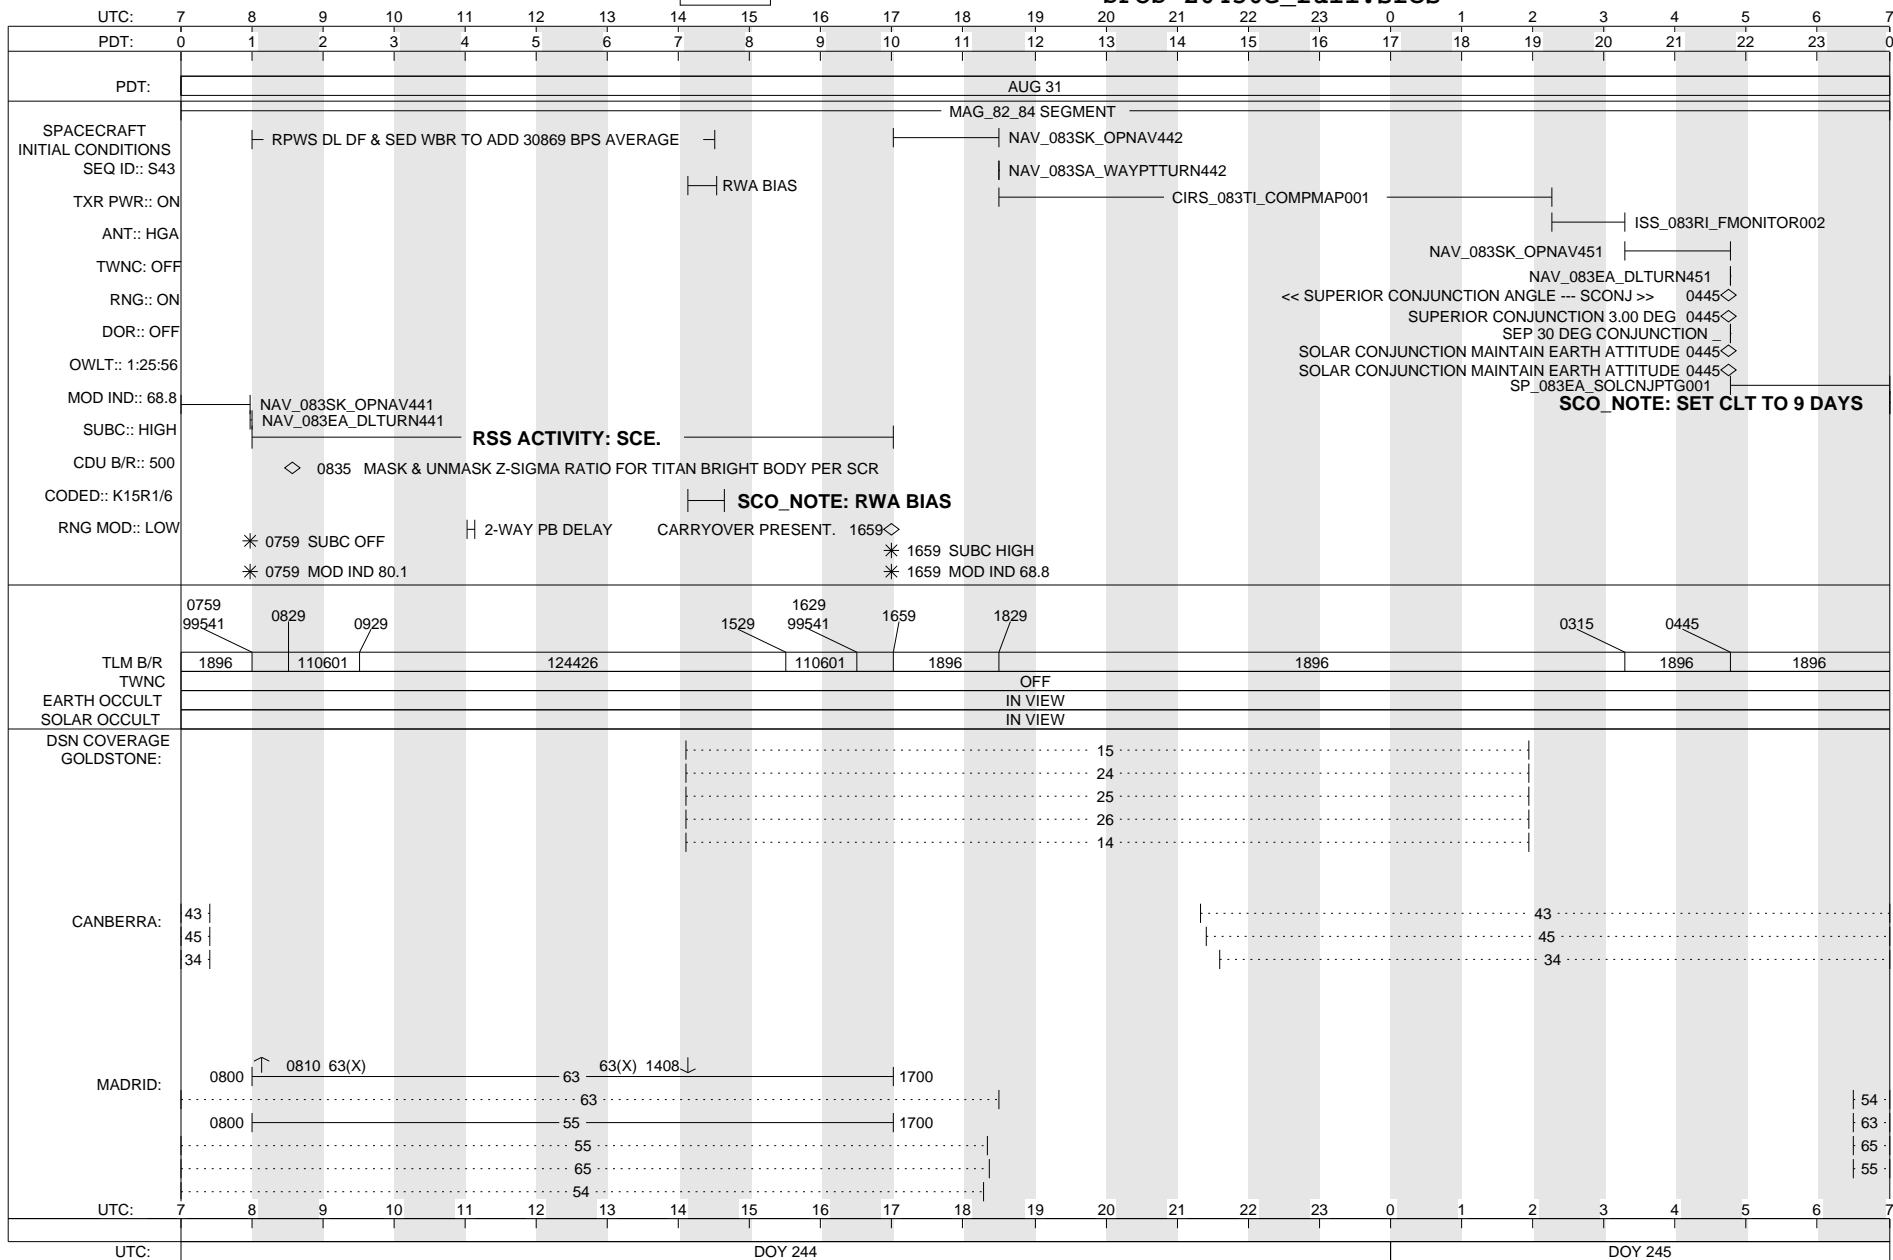 UTC: 7 8 9 10 11 12 13 14 15 16 17 18 19 20 21 22 23 0 1 2 3 4 5 6 7
PDT: 0 1 2 3 4 5 6 7 8 9 10 11 12 13 14 15 16 17 18 19 20 21 22 23 0
PDT: AUG 31
MAG_82_84 SEGMENT
SPACECRAFT
INITIAL CONDITIONS
SEQ ID:: S43
TXR PWR:: ON
ANT:: HGA
TWNC: OFF
RNG:: ON
DOR:: OFF
OWLT:: 1:25:56
MOD IND:: 68.8
SUBC:: HIGH
CDU B/R:: 500
CODED:: K15R1/6
RNG MOD:: LOW
RPWS DL DF & SED WBR TO ADD 30869 BPS AVERAGE
NAV_083SK_OPNAV442
NAV_083SA_WAYPTTURN442
RWA BIAS
CIRS_083TI_COMPMAP001
ISS_083RI_FMONITOR002
NAV_083SK_OPNAV451
NAV_083EA_DLTURN451
<< SUPERIOR CONJUNCTION ANGLE --- SCONJ >> 0445
SUPERIOR CONJUNCTION 3.00 DEG 0445
SEP 30 DEG CONJUNCTION _
SOLAR CONJUNCTION MAINTAIN EARTH ATTITUDE 0445
SOLAR CONJUNCTION MAINTAIN EARTH ATTITUDE 0445
SP_083EA_SOLCNJPTG001
SCO_NOTE: SET CLT TO 9 DAYS
NAV_083SK_OPNAV441
NAV_083EA_DLTURN441
RSS ACTIVITY: SCE.
0835 MASK & UNMASK Z-SIGMA RATIO FOR TITAN BRIGHT BODY PER SCR
SCO_NOTE: RWA BIAS
2-WAY PB DELAY
CARRYOVER PRESENT. 1659
0759 SUBC OFF
1659 SUBC HIGH
0759 MOD IND 80.1
1659 MOD IND 68.8
0759 1629
99541 0829 0929 1529 99541 1659 1829 0315 0445
TLM B/R 1896 110601 124426 110601 1896 1896 1896 1896
TWNC OFF
EARTH OCCULT IN VIEW
SOLAR OCCULT IN VIEW
DSN COVERAGE
GOLDSTONE:
15
24
25
26
14
CANBERRA:
43 43
45 45
34 34
MADRID:
0810 63(X) 63(X) 1408
0800 63 1700
63 54
0800 55 1700 63
55 65
65 55
54
UTC: 7 8 9 10 11 12 13 14 15 16 17 18 19 20 21 22 23 0 1 2 3 4 5 6 7
UTC: DOY 244 DOY 245